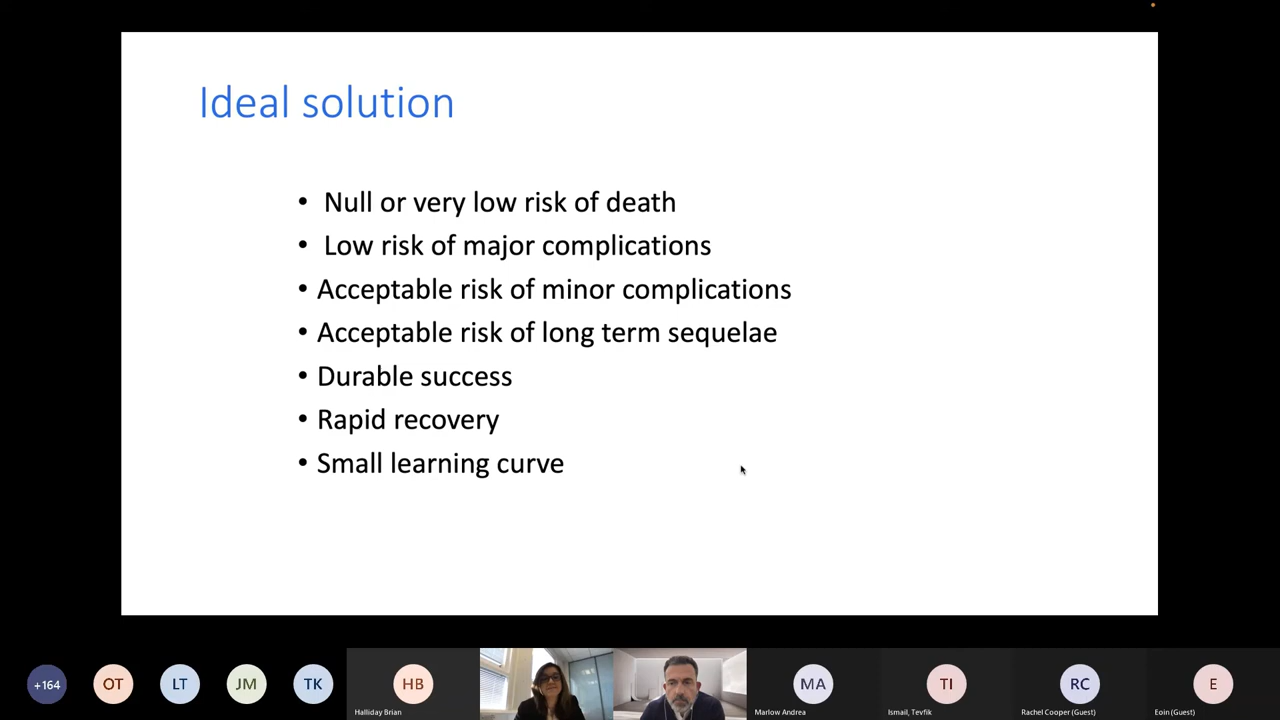 Ideal solution
• Null or very low risk of death
• Low risk of major complications
• Acceptable risk of minor complications
• Acceptable risk of long term sequelae
• Durable success
• Rapid recovery
• Small learning curve
+164
OT
LT
JM
TK
HB
MA
TI
RC
E
Halliday Brian
Marlow Andrea
Ismail, Tevfik
Rachel Cooper (Guest)
Eoin (Guest)